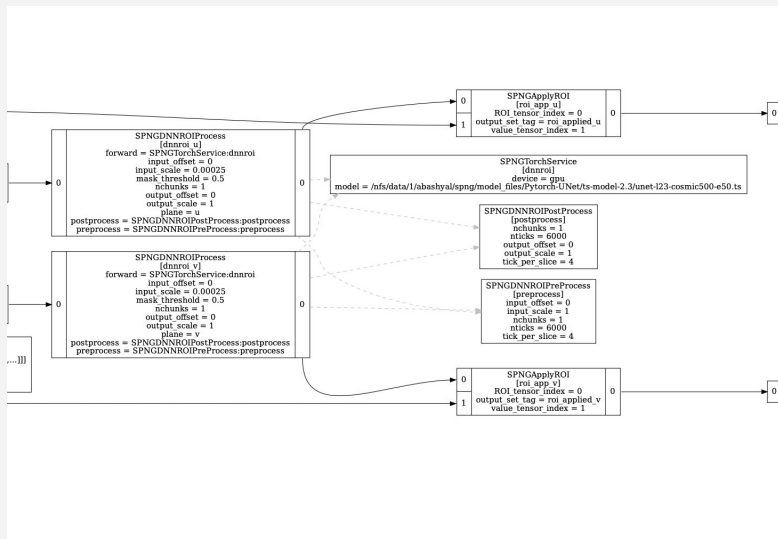 SPNGApplyROI
[roi_app_u]
ROI_tensor_index = 0
output_set_tag = roi_applied_u
value_tensor_index = 1
0
1
0
0
SPNGDNNROIProcess
[dnnroi_u]
forward = SPNGTorchService:dnnroi
input_offset = 0
input_scale = 0.00025
mask_threshold = 0.5
nchunks = 1
output_offset = 0
output_scale = 1
plane = u
postprocess = SPNGDNNROIPostProcess:postprocess
preprocess = SPNGDNNROIPreProcess:preprocess
0
0
SPNGTorchService
[dnnroi]
device = gpu
model = /nfs/data/1/abashyal/spng/model_files/Pytorch-UNet/ts-model-2.3/unet-l23-cosmic500-e50.ts
SPNGDNNROIPostProcess
[postprocess]
nchunks = 1
nticks = 6000
output_offset = 0
output_scale = 1
tick_per_slice = 4
SPNGDNNROIProcess
[dnnroi_v]
forward = SPNGTorchService:dnnroi
input_offset = 0
input_scale = 0.00025
mask_threshold = 0.5
nchunks = 1
output_offset = 0
output_scale = 1
plane = v
postprocess = SPNGDNNROIPostProcess:postprocess
preprocess = SPNGDNNROIPreProcess:preprocess
0
0
SPNGDNNROIPreProcess
[preprocess]
input_offset = 0
input_scale = 1
nchunks = 1
nticks = 6000
tick_per_slice = 4
,...]]]
SPNGApplyROI
[roi_app_v]
ROI_tensor_index = 0
output_set_tag = roi_applied_v
value_tensor_index = 1
0
1
0
0